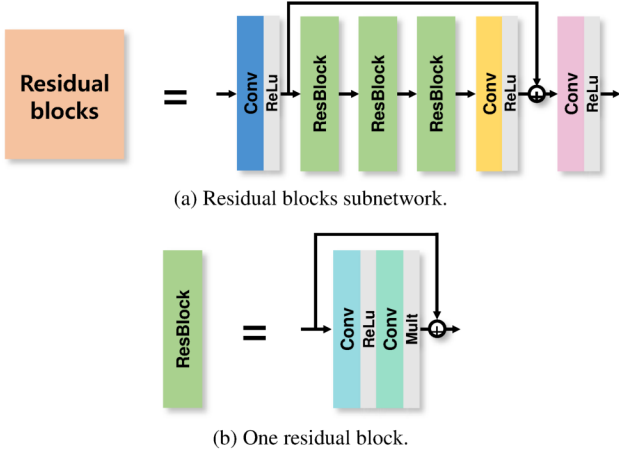 Residual
blocks
=
Conv
ReLu
ResBlock
ResBlock
ResBlock
Conv
ReLu
+
Conv
ReLu
(a) Residual blocks subnetwork.
ResBlock
=
Conv
ReLu
Conv
Mult
+
(b) One residual block.